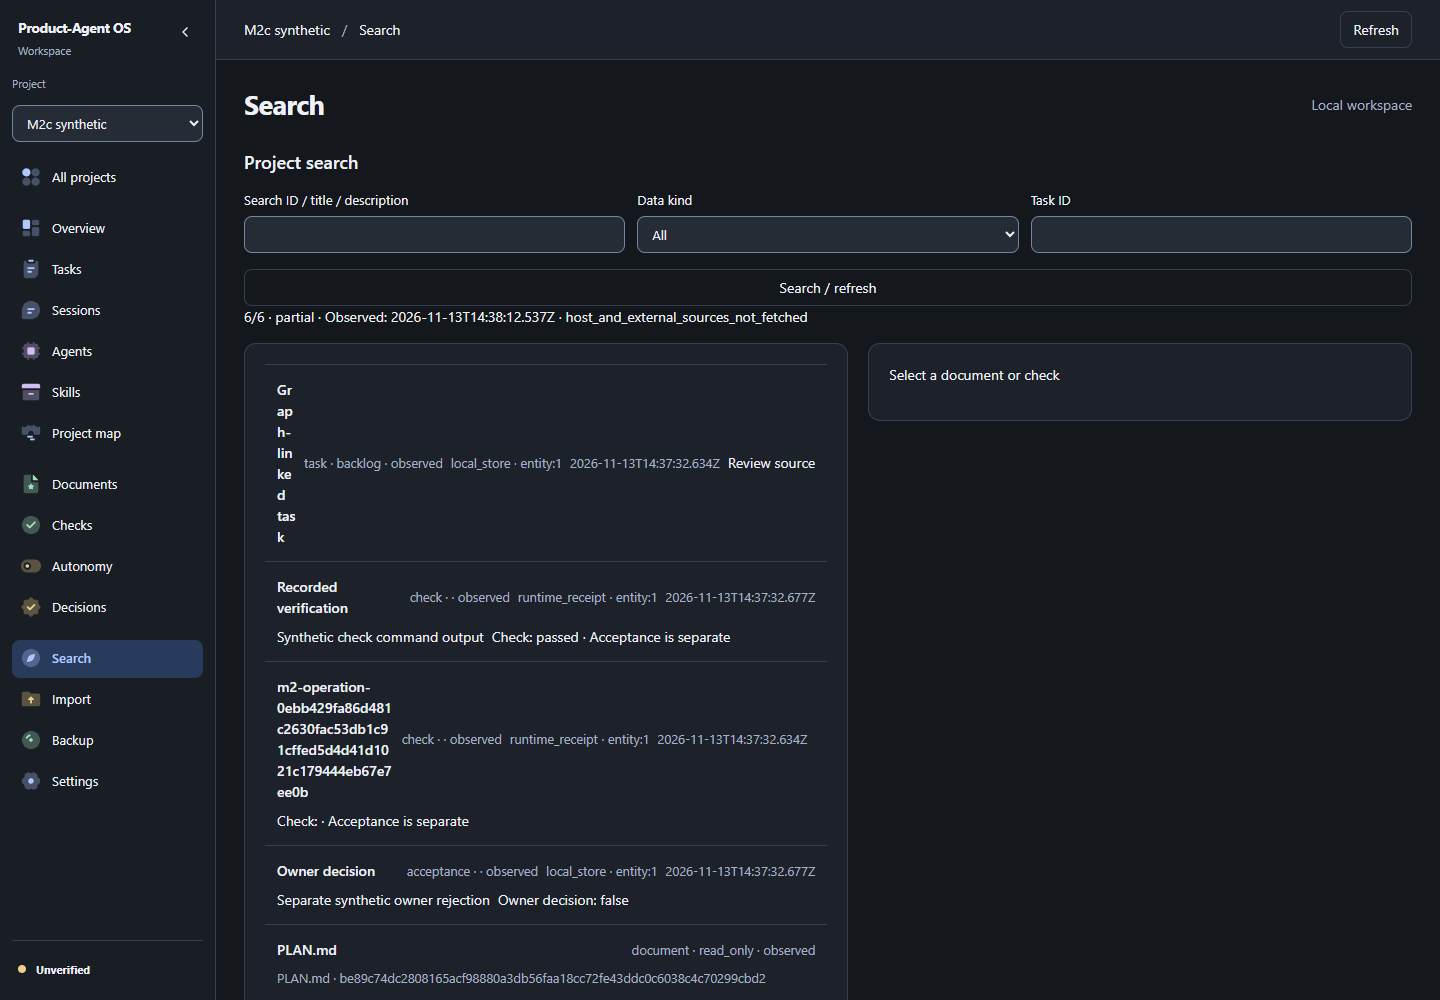 Product-Agent OS
Workspace
Project
M2c synthetic
All projects
Overview
Tasks
Sessions
Agents
Skills
Project map
Documents
Checks
Autonomy
Decisions
Search
Import
Backup
Settings
Unverified
M2c synthetic / Search
Refresh
Search
Local workspace
Project search
Search ID / title / description
Data kind
Task ID
All
Search / refresh
6/6 · partial · Observed: 2026-11-13T14:38:12.537Z · host_and_external_sources_not_fetched
Gr
ap
h-
lin
ke
d
tas
k
task · backlog · observed local_store · entity:1 2026-11-13T14:37:32.634Z Review source
Recorded
verification
check · · observed runtime_receipt · entity:1 2026-11-13T14:37:32.677Z
Synthetic check command output Check: passed · Acceptance is separate
m2-operation-
0ebb429fa86d481
c2630fac53db1c9
1cffed5d4d41d10
21c179444eb67e7
ee0b
check · · observed runtime_receipt · entity:1 2026-11-13T14:37:32.634Z
Check: · Acceptance is separate
Owner decision acceptance · · observed local_store · entity:1 2026-11-13T14:37:32.677Z
Separate synthetic owner rejection Owner decision: false
PLAN.md document · read_only · observed
PLAN.md · be89c74dc2808165acf98880a3db56faa18cc72fe43ddc0c6038c4c70299cbd2
Select a document or check